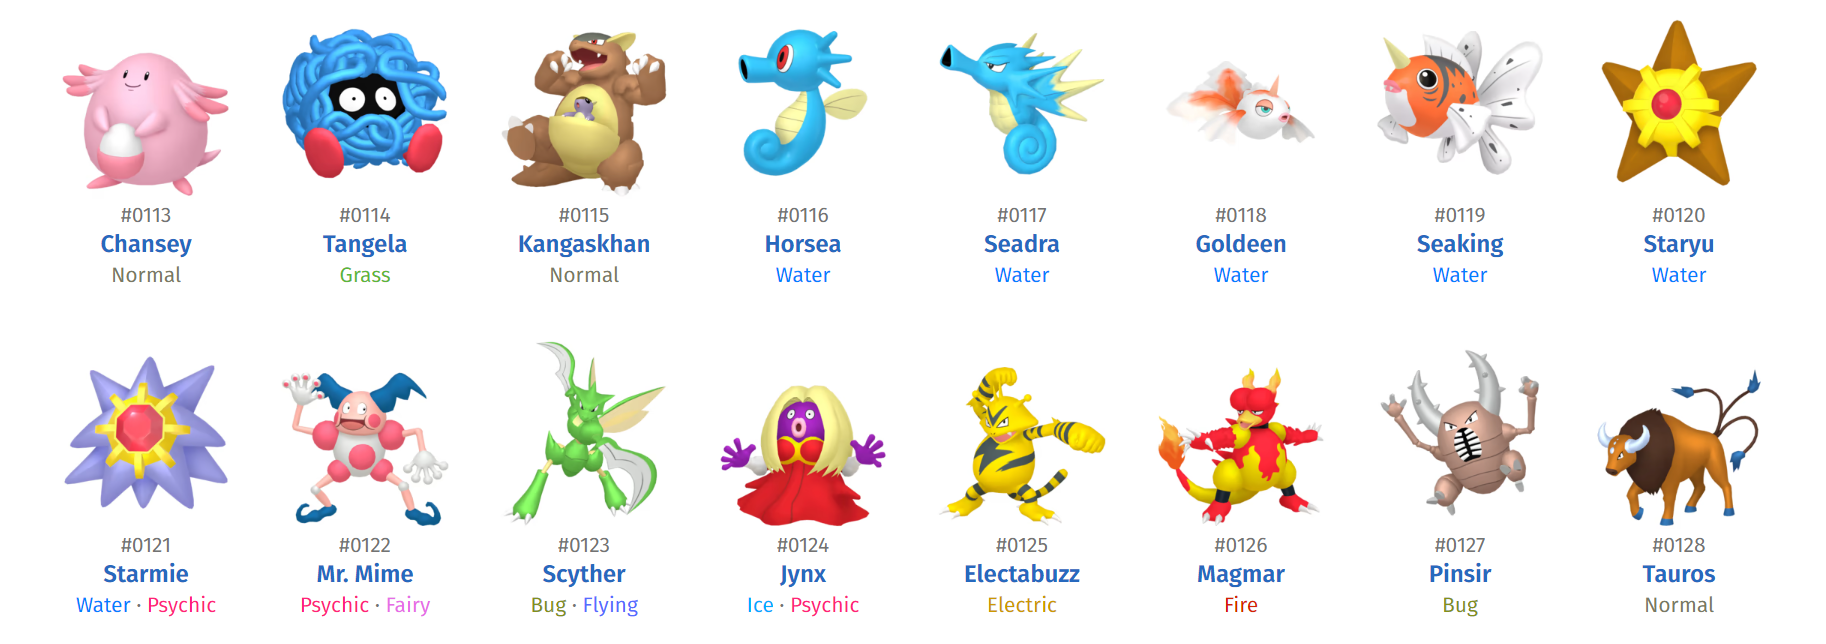 #0113 #0114 #0115 #0116 #0117 #0118 #0119 #0120
Chansey Tangela Kangaskhan Horsea Seadra Goldeen Seaking Staryu
Normal Grass Normal Water Water Water Water Water
#0121 #0122 #0123 #0124 #0125 #0126 #0127 #0128
Starmie Mr. Mime Scyther Jynx Electabuzz Magmar Pinsir Tauros
Water · Psychic Psychic · Fairy Bug · Flying Ice · Psychic Electric Fire Bug Normal